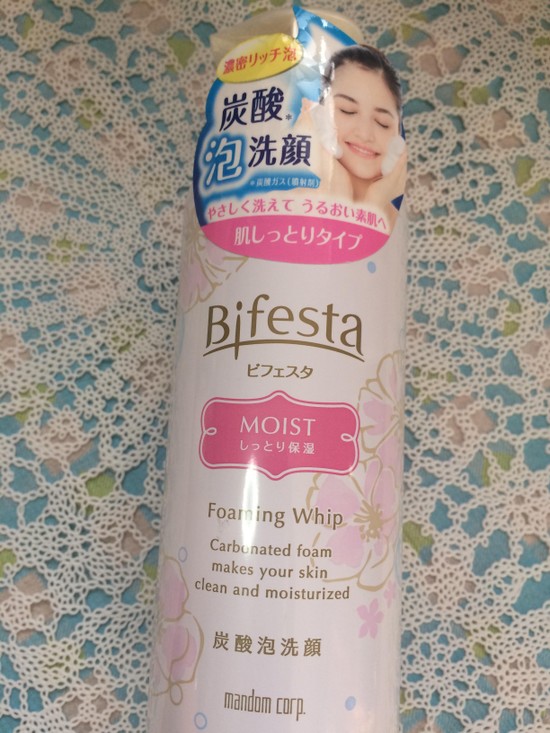 濃密リッチ泡
炭酸*
泡洗顔
*炭酸ガス(噴射剤)
やさしく洗えて うるおい素肌へ
肌しっとりタイプ
Bifesta
ビフェスタ
MOIST
しっとり保湿
Foaming Whip
Carbonated foam
makes your skin
clean and moisturized
炭酸泡洗顔
mandom corp.